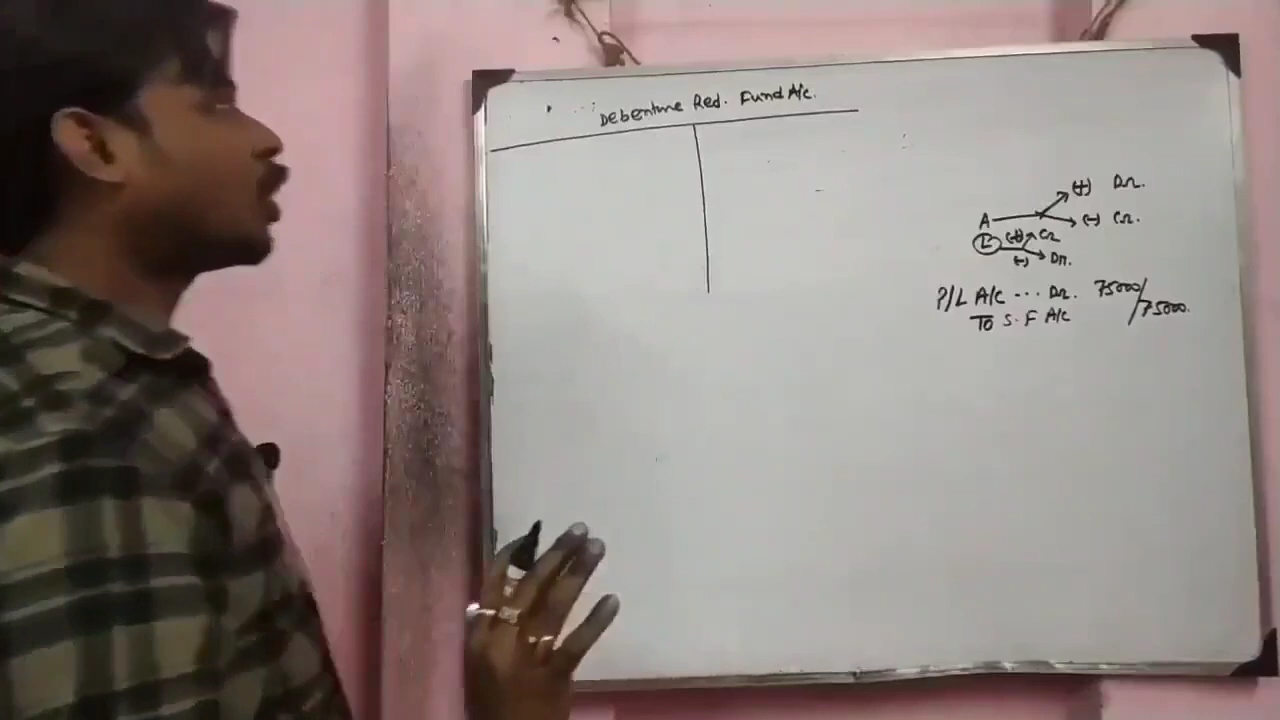 Debenture Red. Fund A/c.
(+) Dr.
A
(-) Cr.
L (+) Cr
(-) Dr.
P/L A/c ... Dr. 75000/
To S.F A/c /75000.